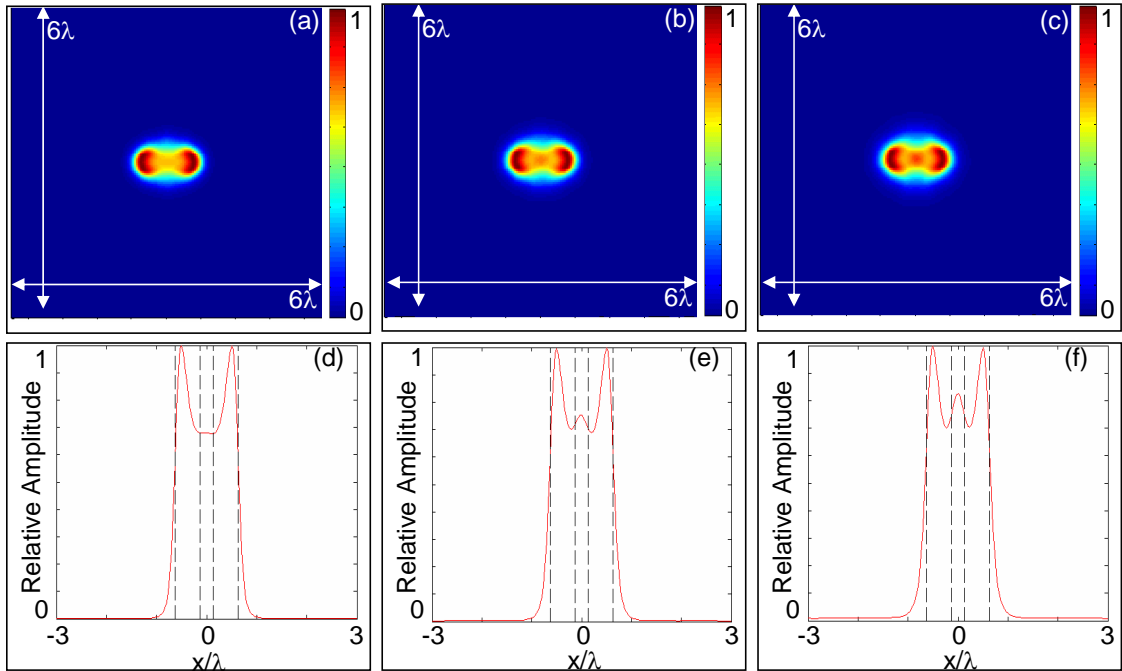 (a)
1
6λ
6λ
0
(b)
1
6λ
6λ
0
(c)
1
6λ
6λ
0
(d)
1
Relative Amplitude
0
-3
0
3
x/λ
(e)
1
Relative Amplitude
0
-3
0
3
x/λ
(f)
1
Relative Amplitude
0
-3
0
3
x/λ